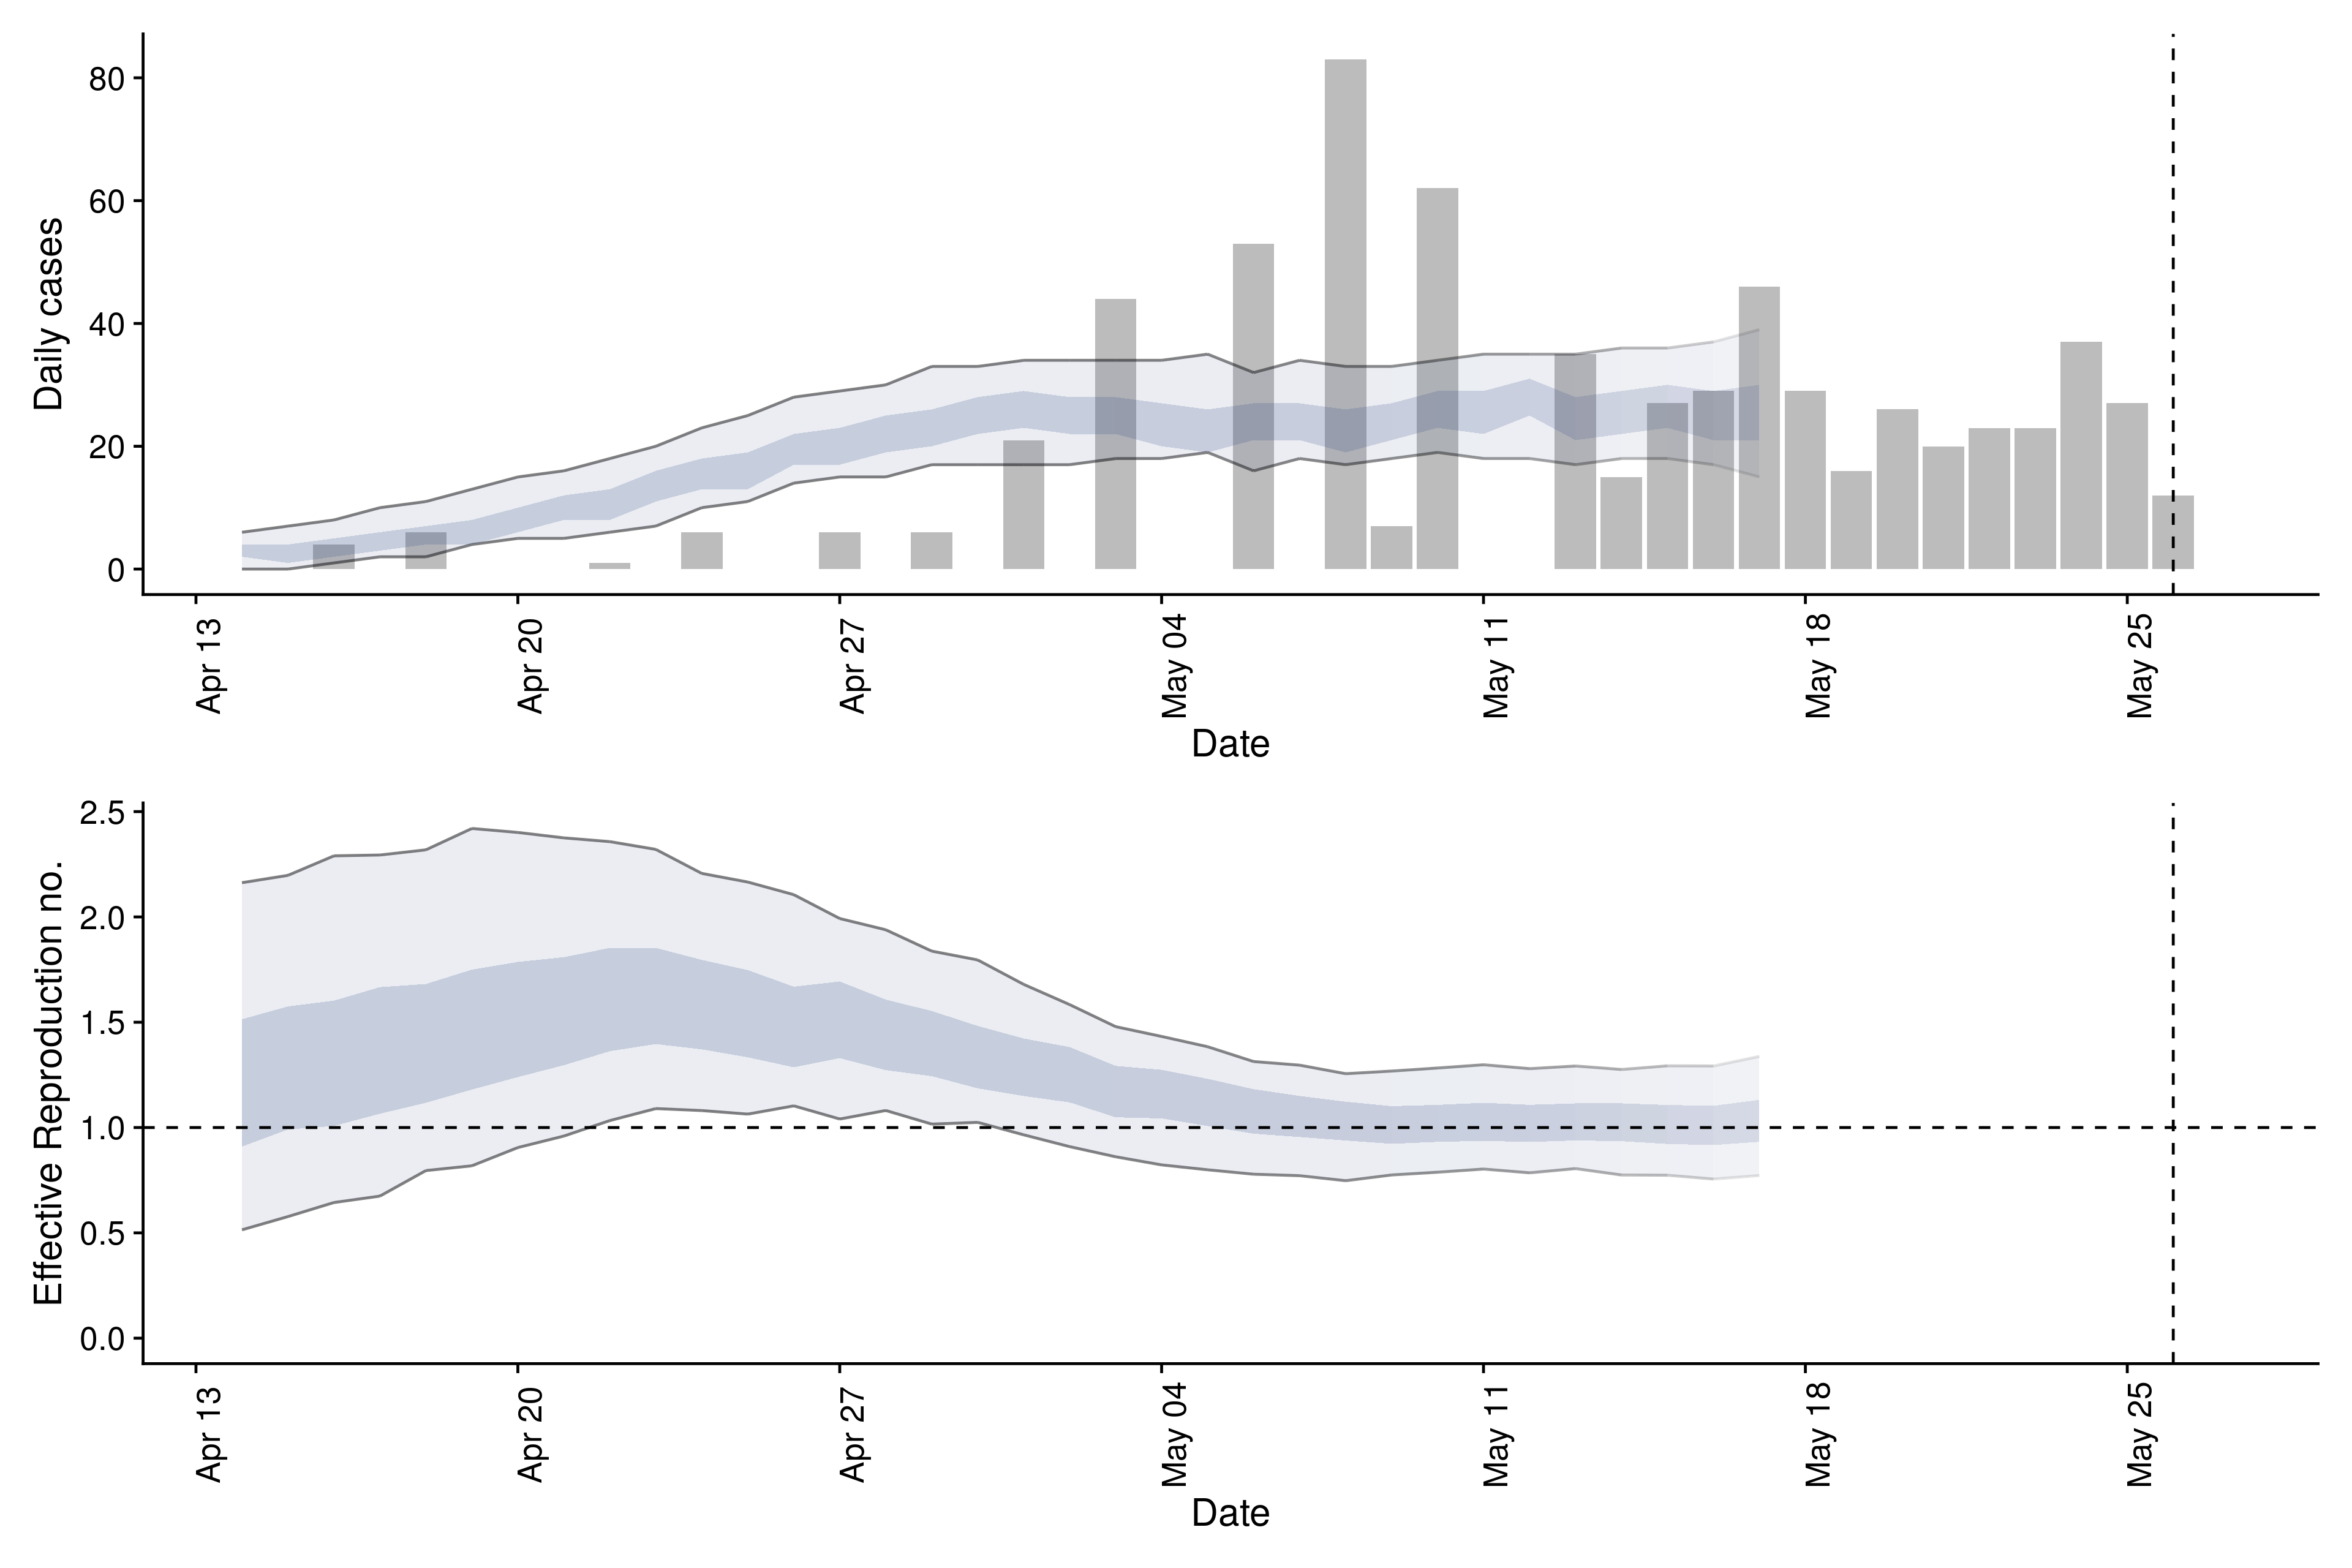 Daily cases
80
60
40
20
0
Apr 13
Apr 20
Apr 27
May 04
May 11
May 18
May 25
Date
Effective Reproduction no.
2.5
2.0
1.5
1.0
0.5
0.0
Apr 13
Apr 20
Apr 27
May 04
May 11
May 18
May 25
Date